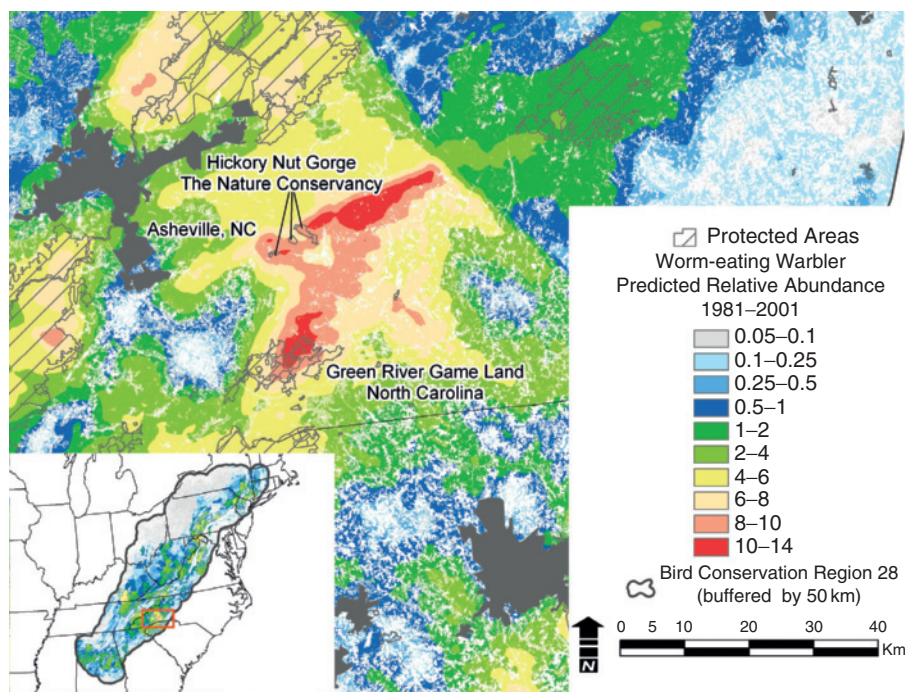 Hickory Nut Gorge
The Nature Conservancy
Asheville, NC
Green River Game Land
North Carolina
Protected Areas
Worm-eating Warbler
Predicted Relative Abundance
1981–2001
0.05–0.1
0.1–0.25
0.25–0.5
0.5–1
1–2
2–4
4–6
6–8
8–10
10–14
Bird Conservation Region 28
(buffered by 50 km)
N
0 5 10 20 30 40
Km